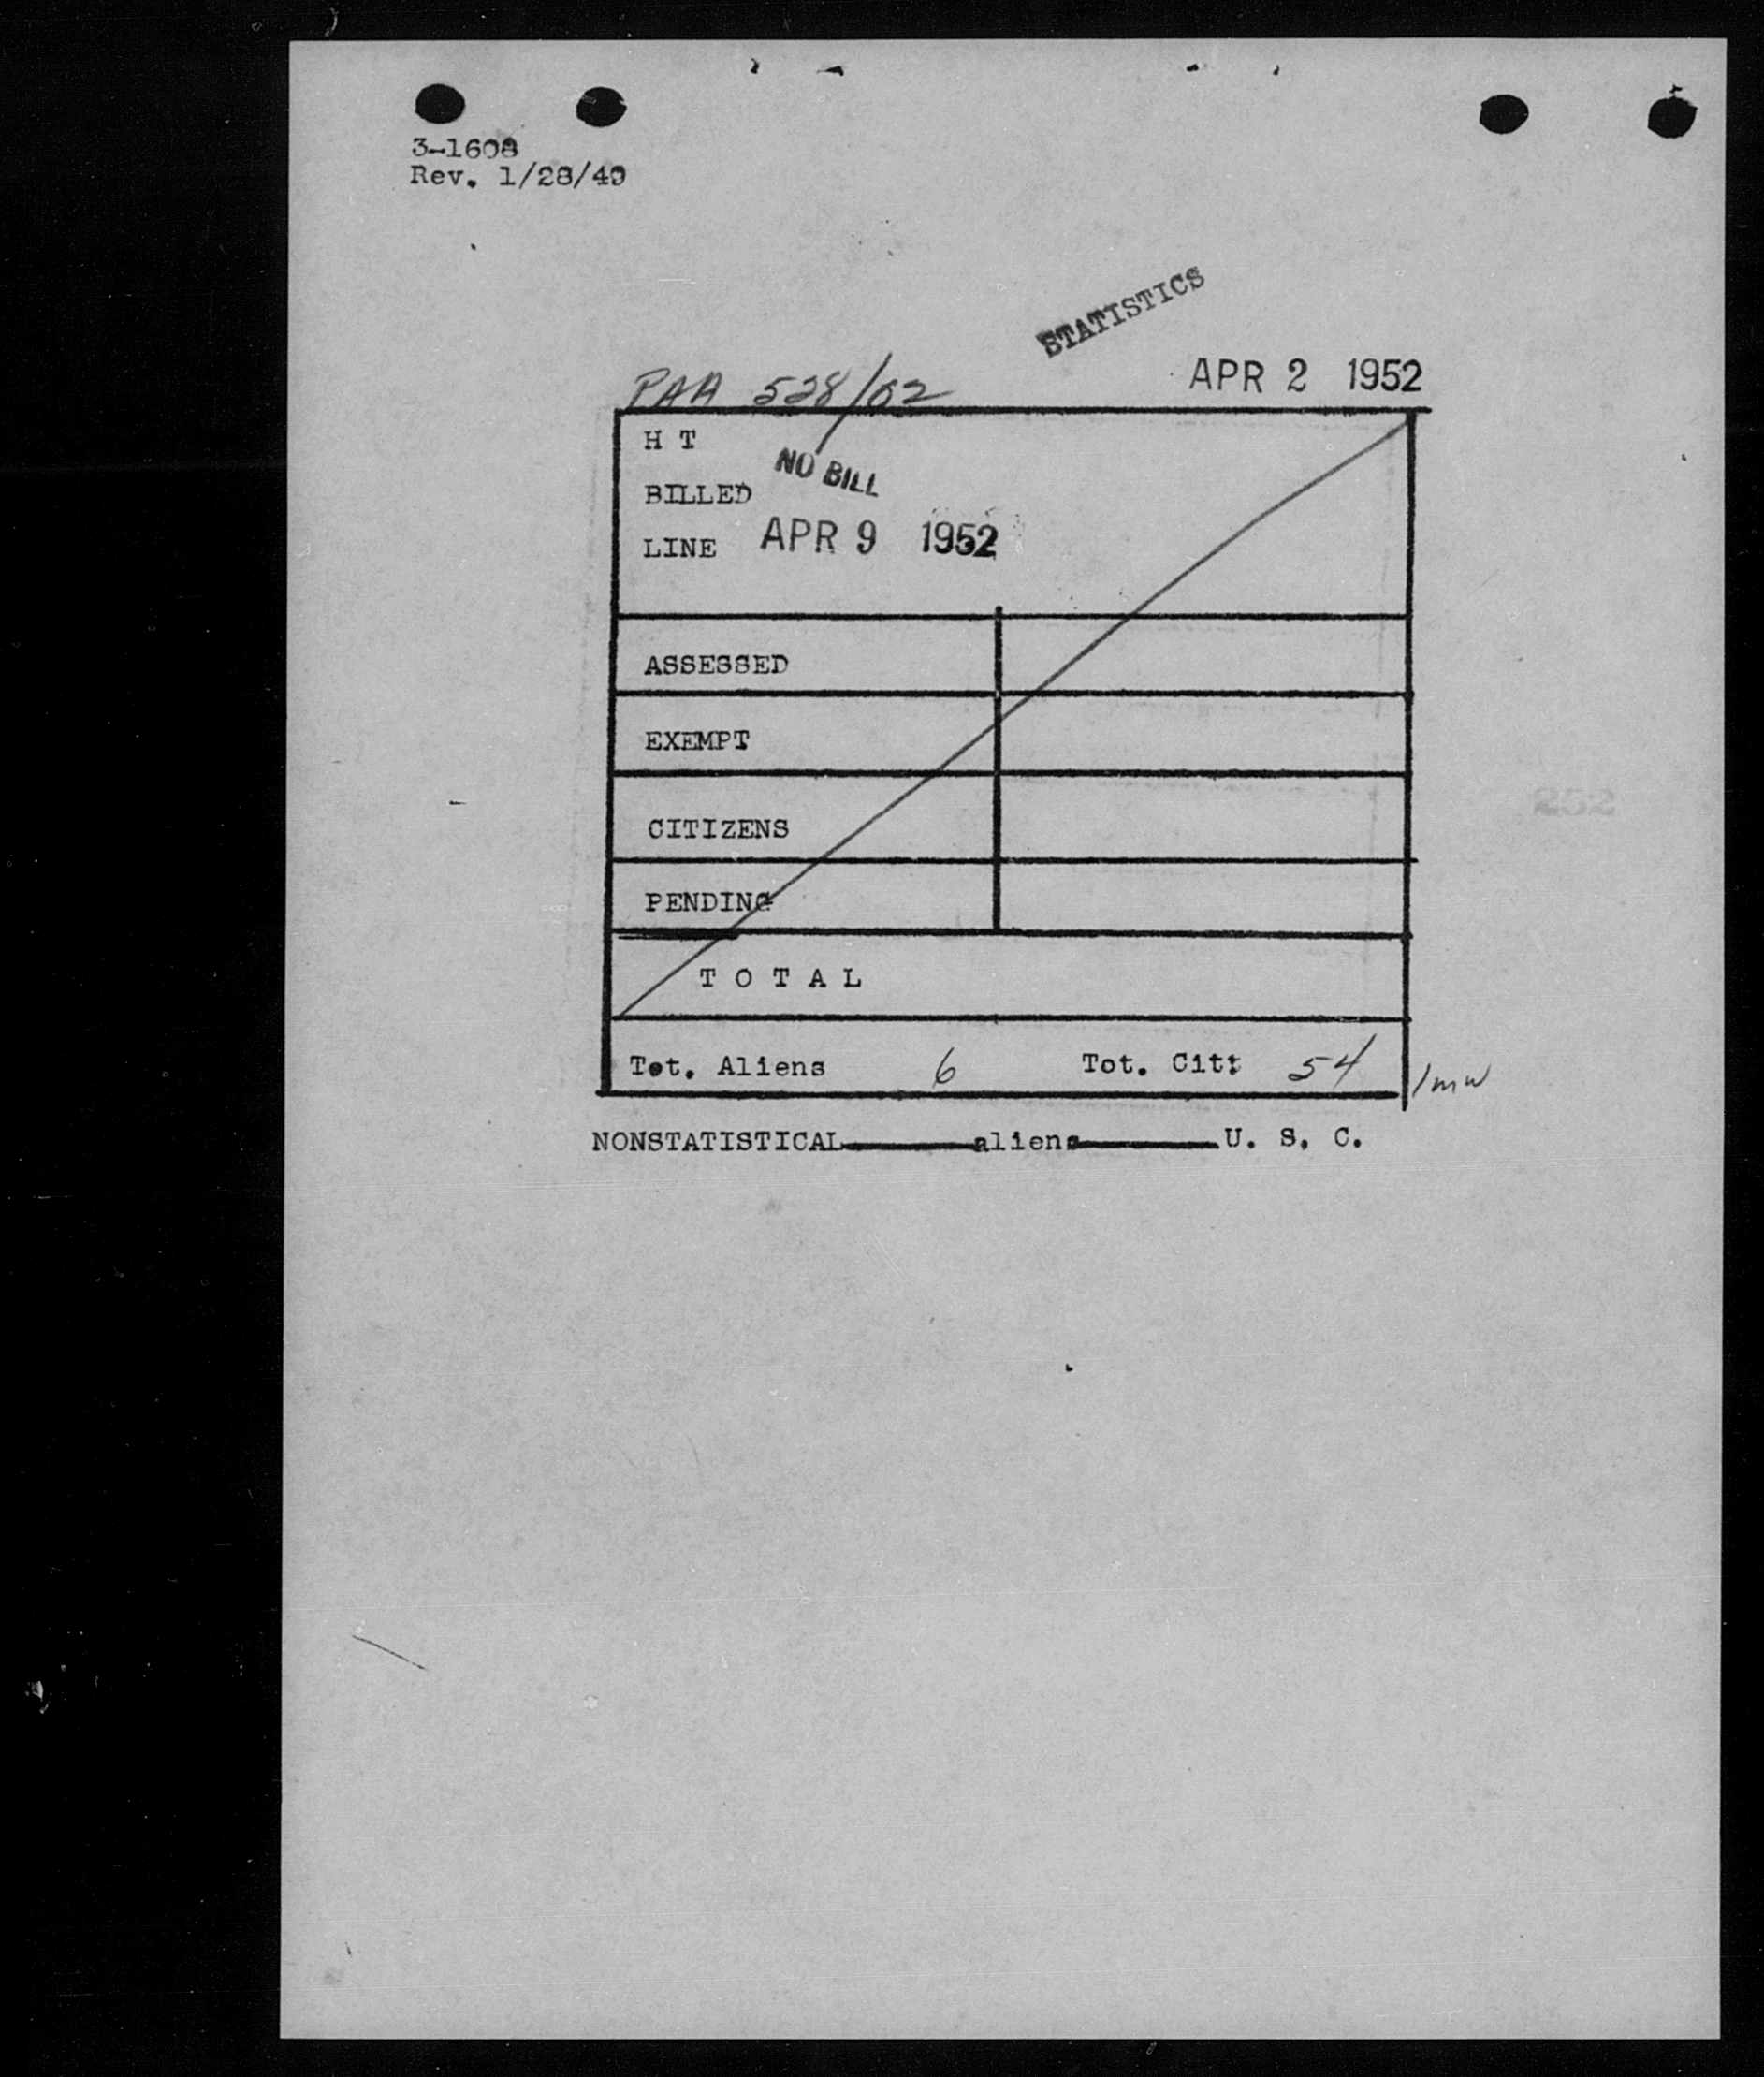 3-1608
Rev. 1/28/49
STATISTICS
PAA 528/02 APR 2 1952
H T
NO BILL
BILLED
LINE APR 9 1952
ASSESSED
EXEMPT
CITIZENS
PENDING
T O T A L
Tot. Aliens 6 Tot. Cit: 54 /mw
NONSTATISTICAL aliens U. S. C.